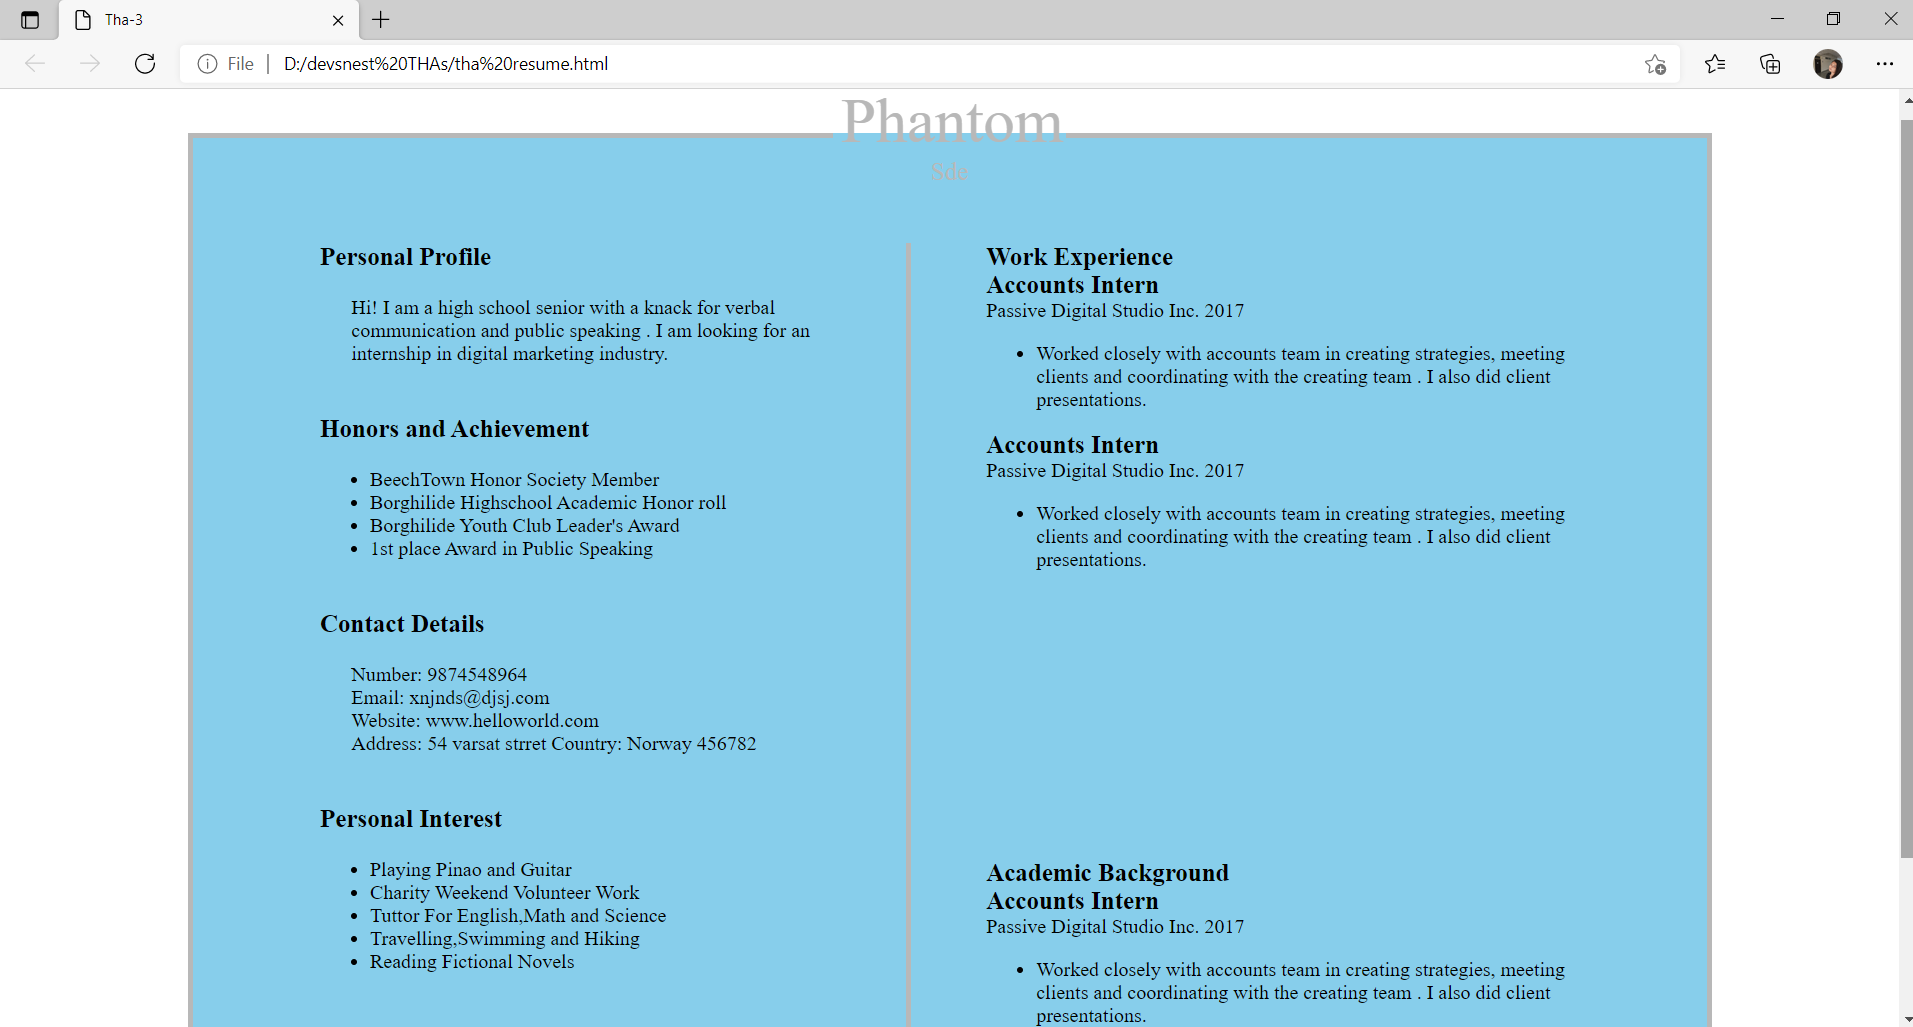 Tha-3
File
D:/devsnest%20THAs/tha%20resume.html
Phantom
Sde
Personal Profile
Hi! I am a high school senior with a knack for verbal
communication and public speaking . I am looking for an
internship in digital marketing industry.
Honors and Achievement
• BeechTown Honor Society Member
• Borghilide Highschool Academic Honor roll
• Borghilide Youth Club Leader's Award
• 1st place Award in Public Speaking
Contact Details
Number: 9874548964
Email: xnjnds@djsj.com
Website: www.helloworld.com
Address: 54 varsat strret Country: Norway 456782
Personal Interest
• Playing Pinao and Guitar
• Charity Weekend Volunteer Work
• Tuttor For English,Math and Science
• Travelling,Swimming and Hiking
• Reading Fictional Novels
Work Experience
Accounts Intern
Passive Digital Studio Inc. 2017
• Worked closely with accounts team in creating strategies, meeting
clients and coordinating with the creating team . I also did client
presentations.
Accounts Intern
Passive Digital Studio Inc. 2017
• Worked closely with accounts team in creating strategies, meeting
clients and coordinating with the creating team . I also did client
presentations.
Academic Background
Accounts Intern
Passive Digital Studio Inc. 2017
• Worked closely with accounts team in creating strategies, meeting
clients and coordinating with the creating team . I also did client
presentations.